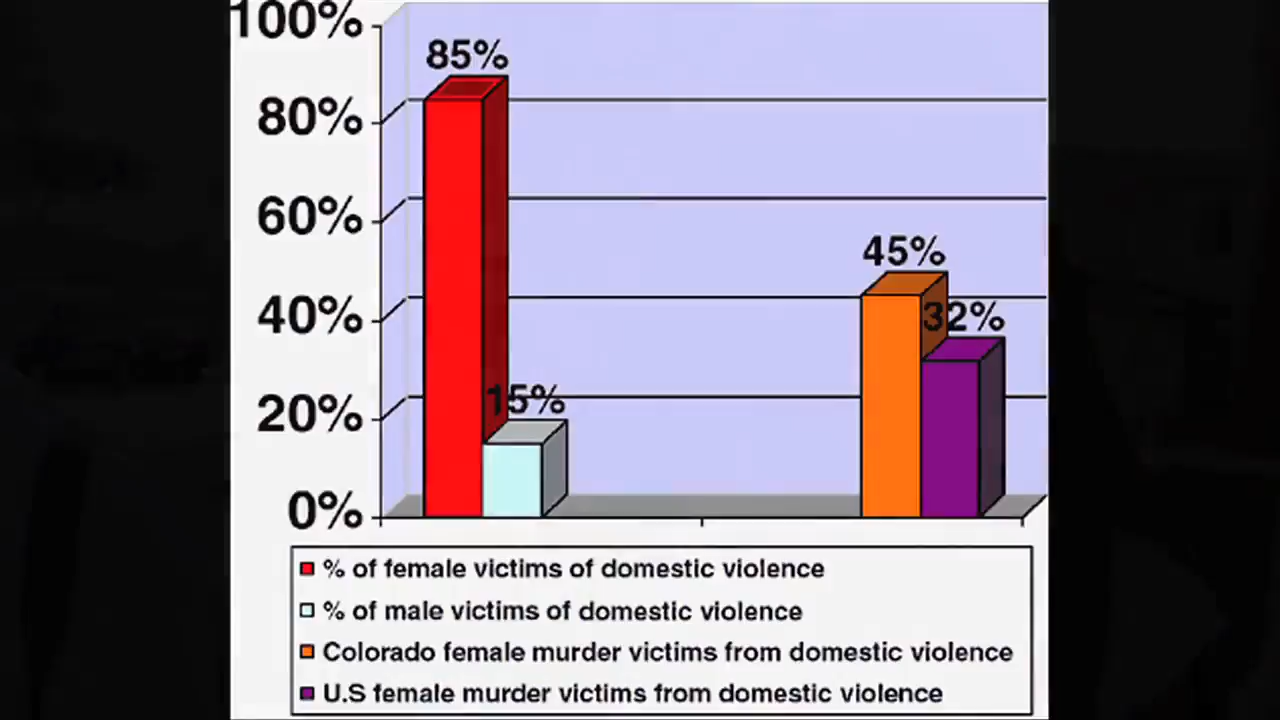 100%
85%
80%
60%
45%
40%
32%
20%
15%
0%
% of female victims of domestic violence
% of male victims of domestic violence
Colorado female murder victims from domestic violence
U.S female murder victims from domestic violence